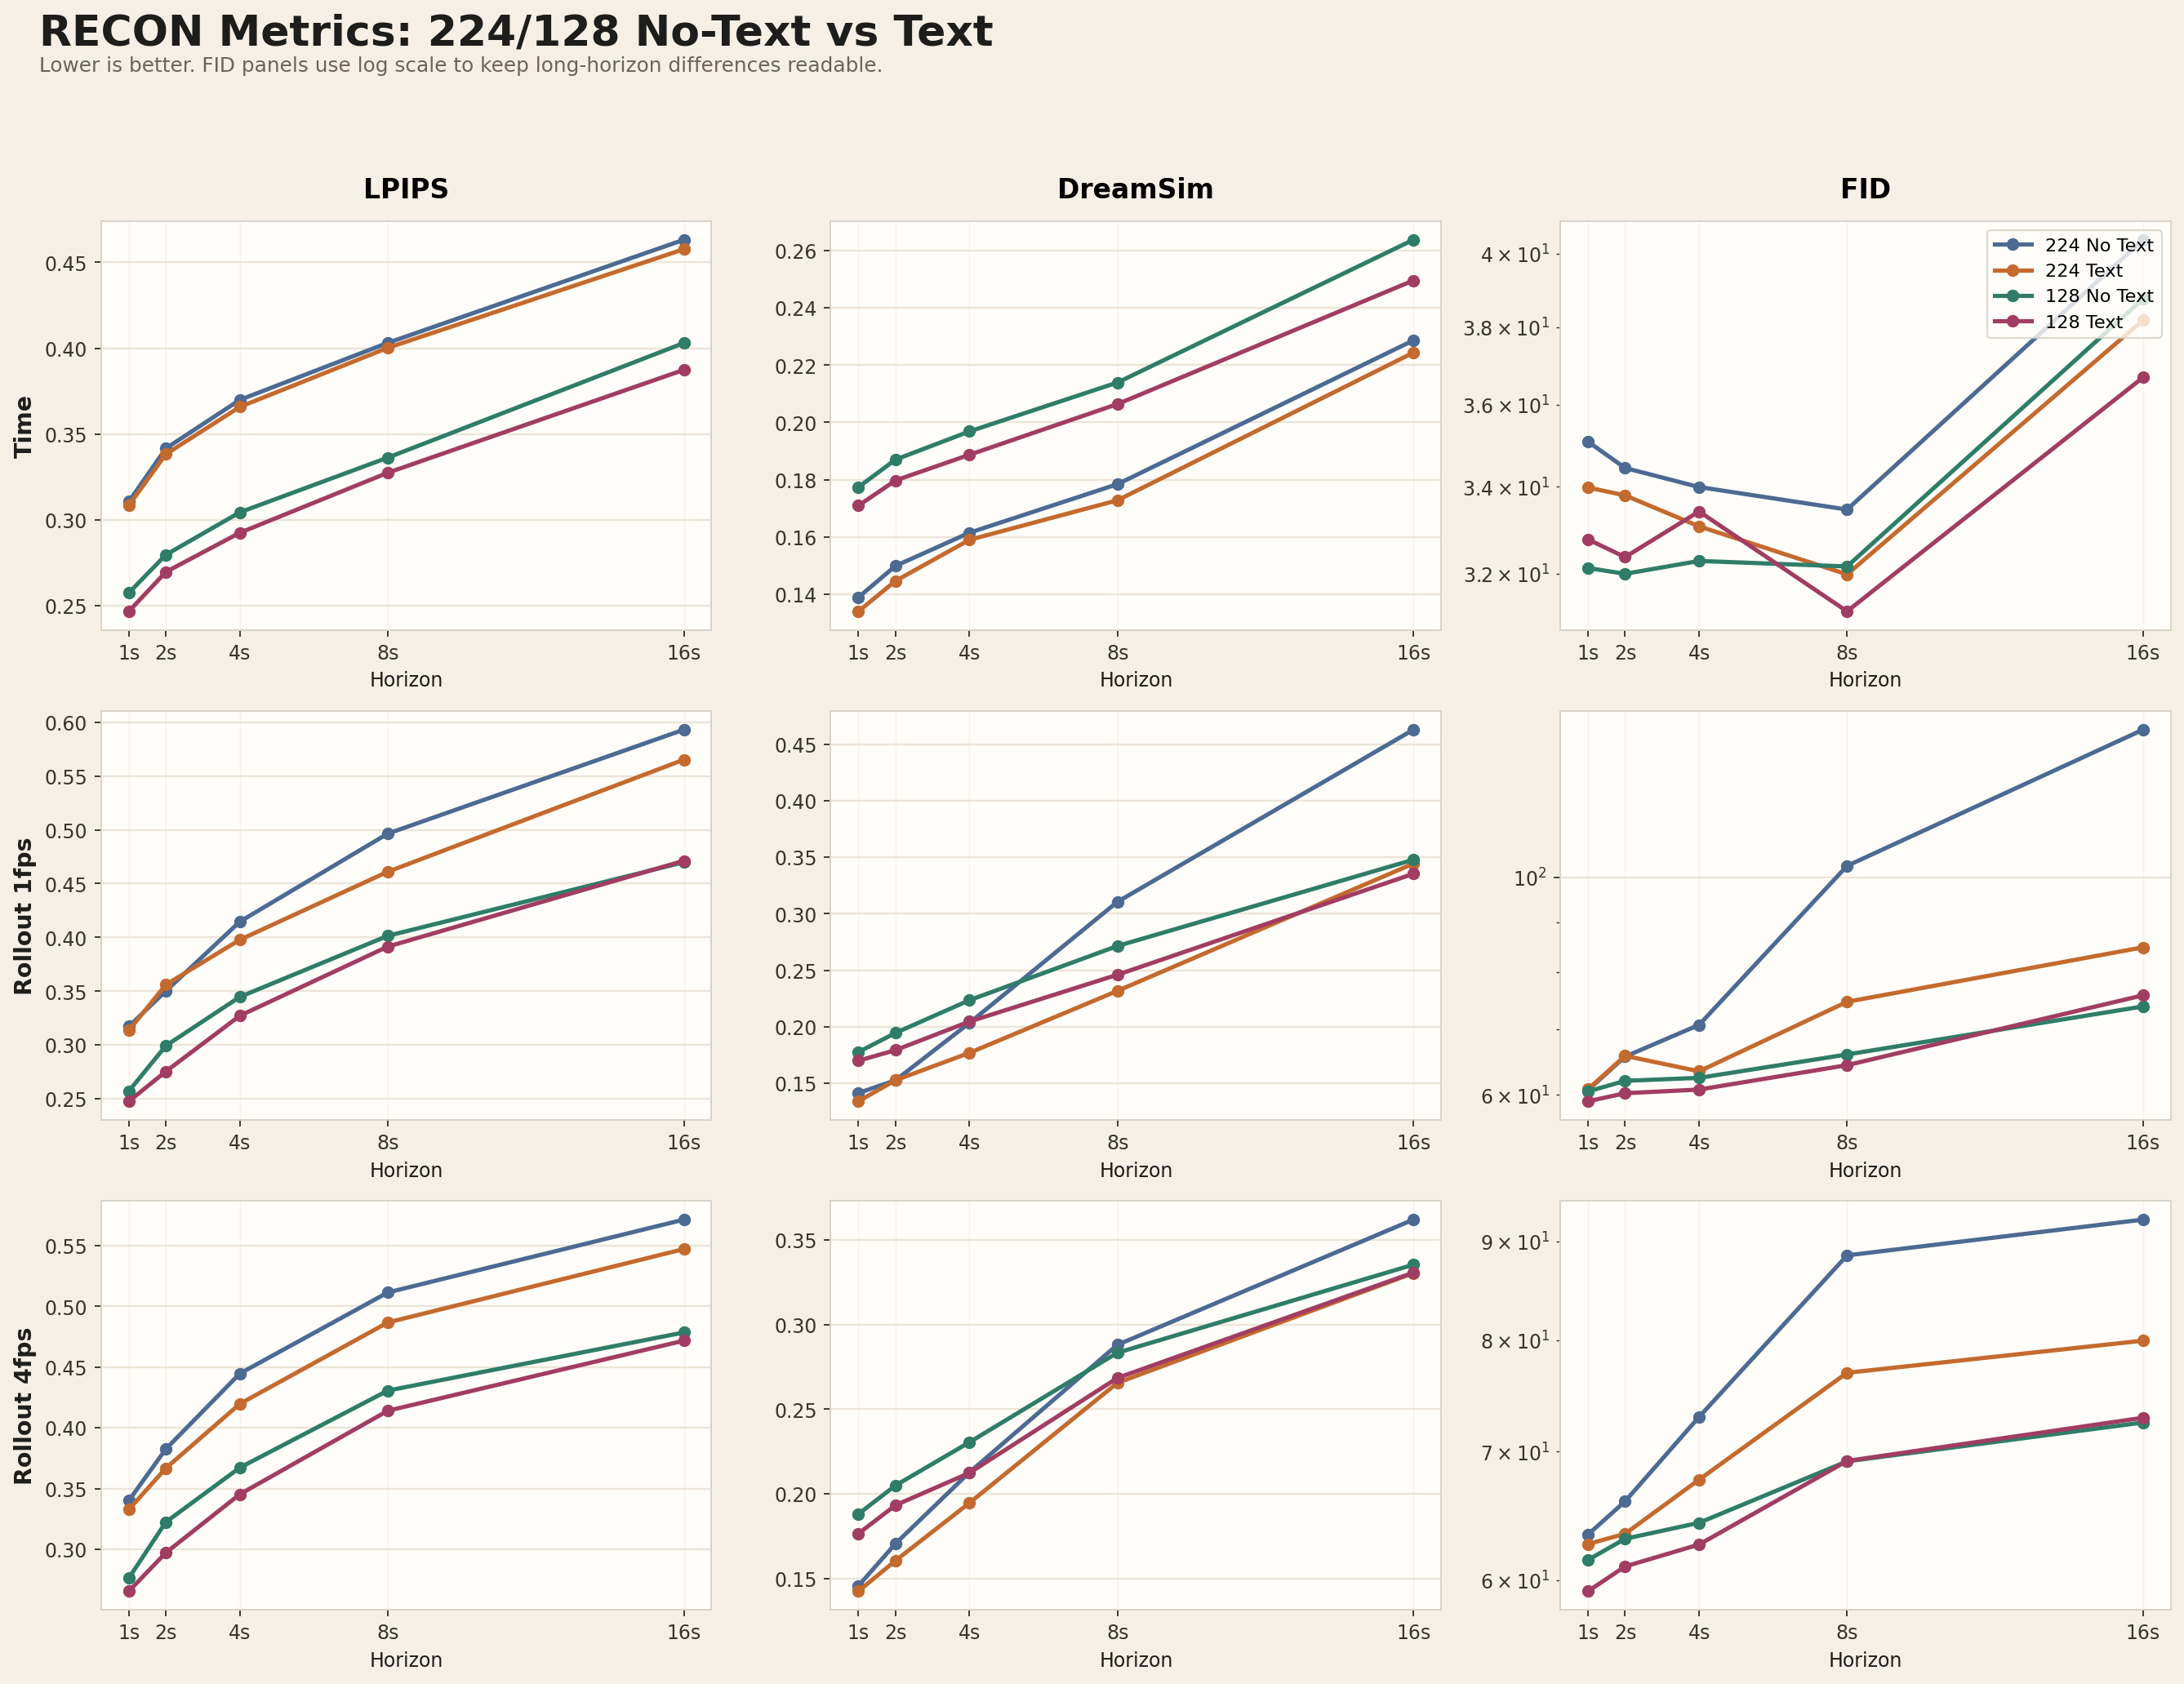 RECON Metrics: 224/128 No-Text vs Text
Lower is better. FID panels use log scale to keep long-horizon differences readable.
LPIPS
DreamSim
FID
Time
0.45
0.40
0.35
0.30
0.25
1s 2s 4s 8s 16s
Horizon
0.26
0.24
0.22
0.20
0.18
0.16
0.14
1s 2s 4s 8s 16s
Horizon
4 × 10¹
3.8 × 10¹
3.6 × 10¹
3.4 × 10¹
3.2 × 10¹
224 No Text
224 Text
128 No Text
128 Text
1s 2s 4s 8s 16s
Horizon
Rollout 1fps
0.60
0.55
0.50
0.45
0.40
0.35
0.30
0.25
1s 2s 4s 8s 16s
Horizon
0.45
0.40
0.35
0.30
0.25
0.20
0.15
1s 2s 4s 8s 16s
Horizon
10²
6 × 10¹
1s 2s 4s 8s 16s
Horizon
Rollout 4fps
0.55
0.50
0.45
0.40
0.35
0.30
1s 2s 4s 8s 16s
Horizon
0.35
0.30
0.25
0.20
0.15
1s 2s 4s 8s 16s
Horizon
9 × 10¹
8 × 10¹
7 × 10¹
6 × 10¹
1s 2s 4s 8s 16s
Horizon